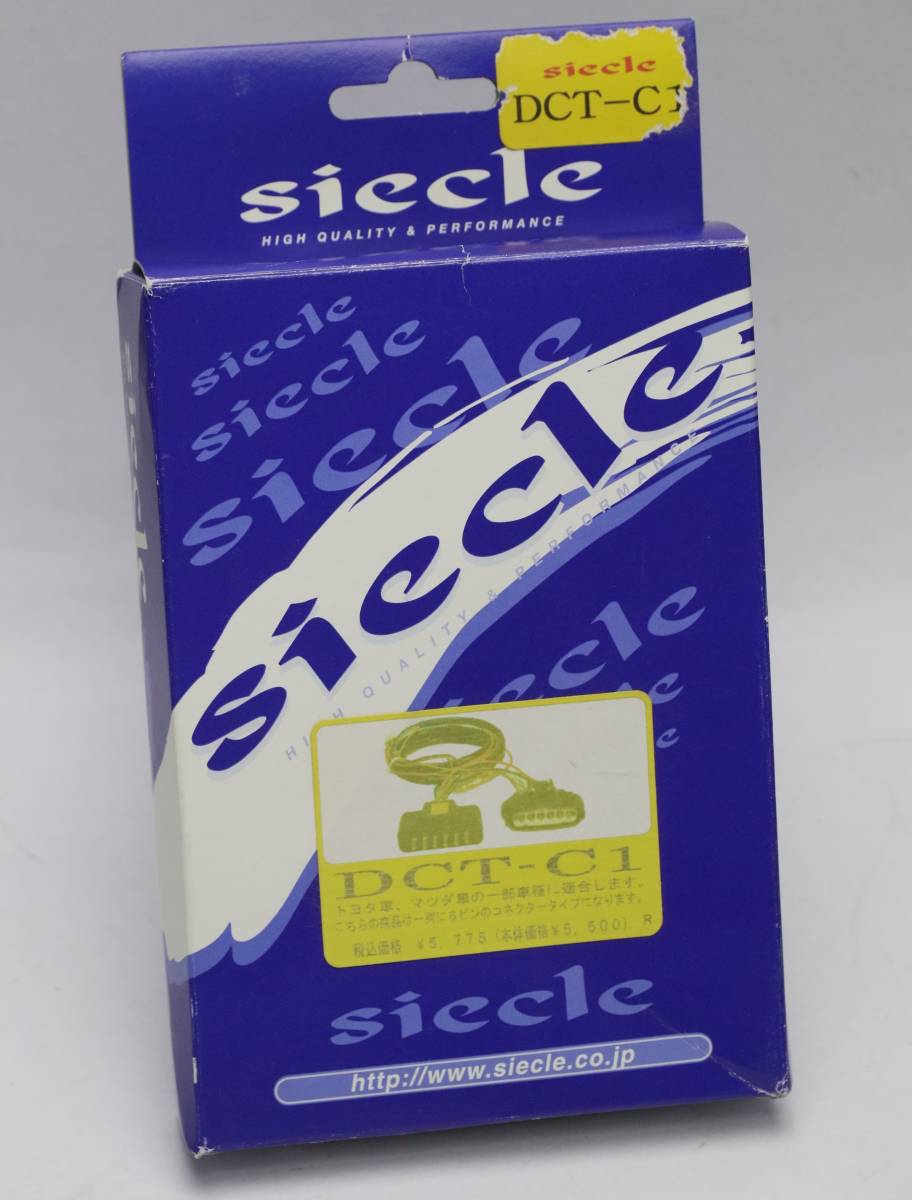 siecle
DCT-C1
siecle
HIGH QUALITY & PERFORMANCE
siecle
siecle
siecle
siecle
HIGH QUALITY & PERFORMANCE
siecle
DCT-C1
トヨタ車、マツダ車の一部車種に適合します。
こちらの商品は一列に6ピンのコネクタータイプになります。
税込価格 ¥5,775(本体価格¥5,500) R
siecle
http://www.siecle.co.jp
siecle